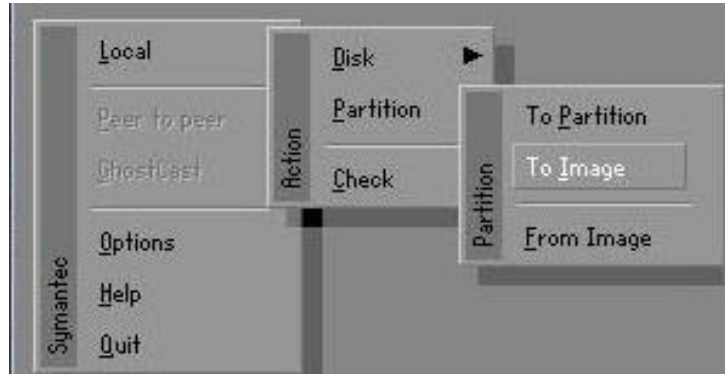 Symantec
Local
Peer to peer
GhostCast
Options
Help
Quit
Action
Disk
Partition
Check
Partition
To Partition
To Image
From Image